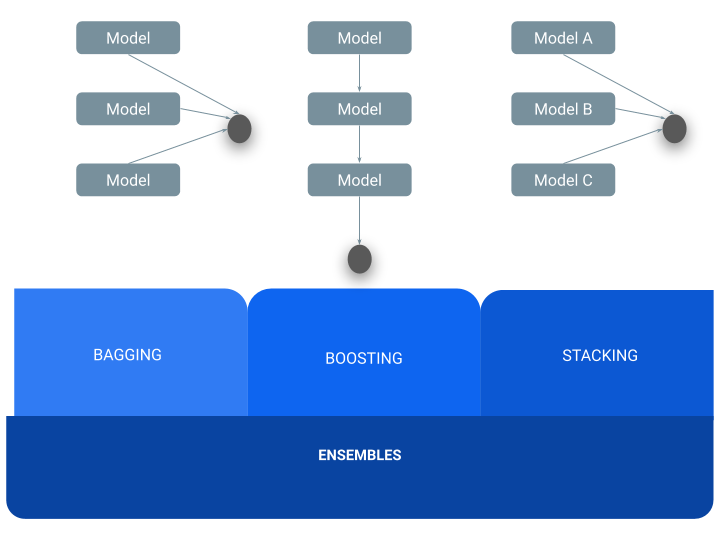 Model
Model
Model A
Model
Model
Model B
Model
Model
Model C
BAGGING
BOOSTING
STACKING
ENSEMBLES